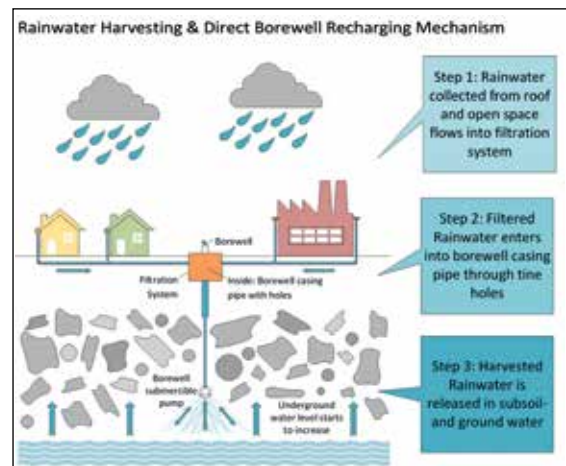 Rainwater Harvesting & Direct Borewell Recharging Mechanism
Step 1: Rainwater
collected from roof
and open space
flows into filtration
system
Step 2: Filtered
Rainwater enters
into borewell casing
pipe through tine
holes
Borewell
Filtration
System
Inside: Borewell casing
pipe with holes
Step 3: Harvested
Rainwater is
released in subsoil
and ground water
Borewell
submercible
pump
Underground
water level starts
to increase